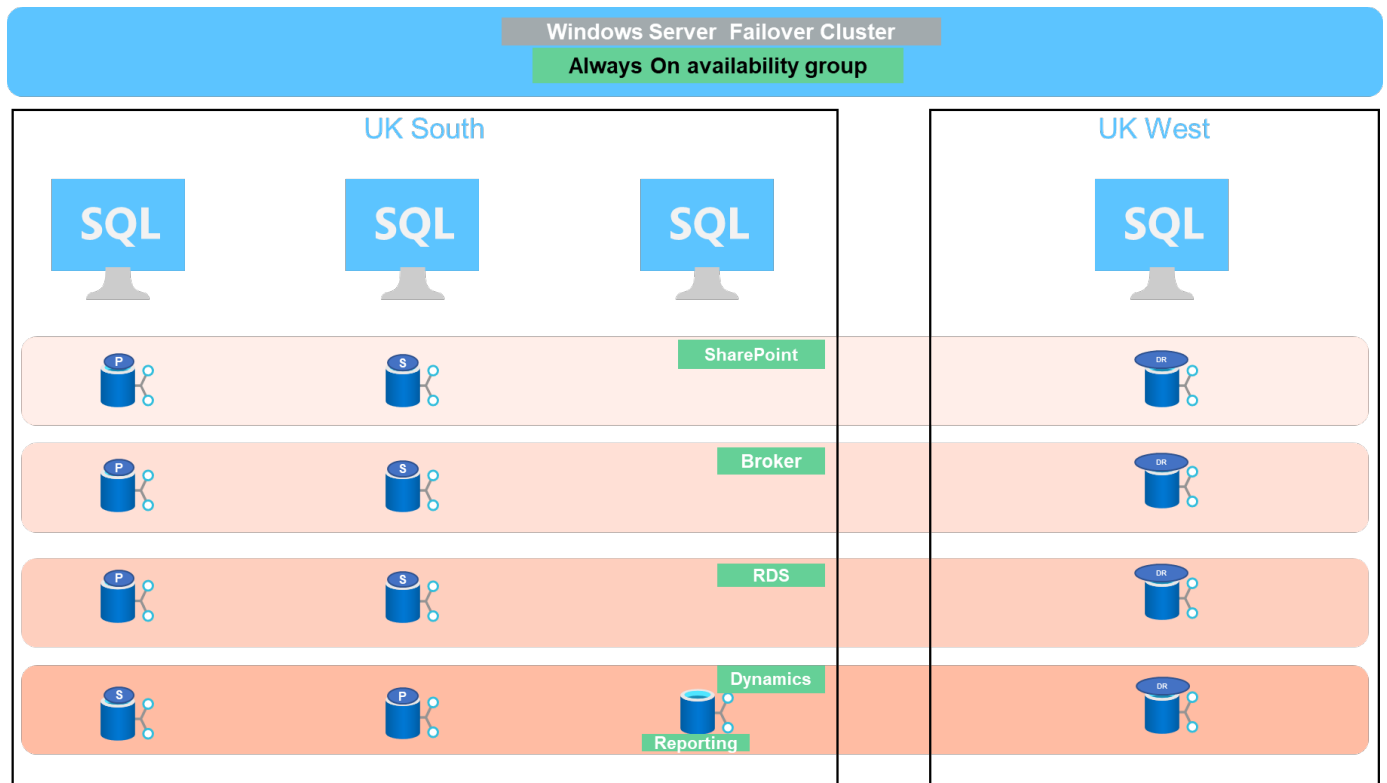 Windows Server Failover Cluster
Always On availability group
UK South
UK West
SQL
SQL
SQL
SQL
SharePoint
P
S
DR
Broker
P
S
DR
RDS
P
S
DR
Dynamics
S
P
DR
Reporting